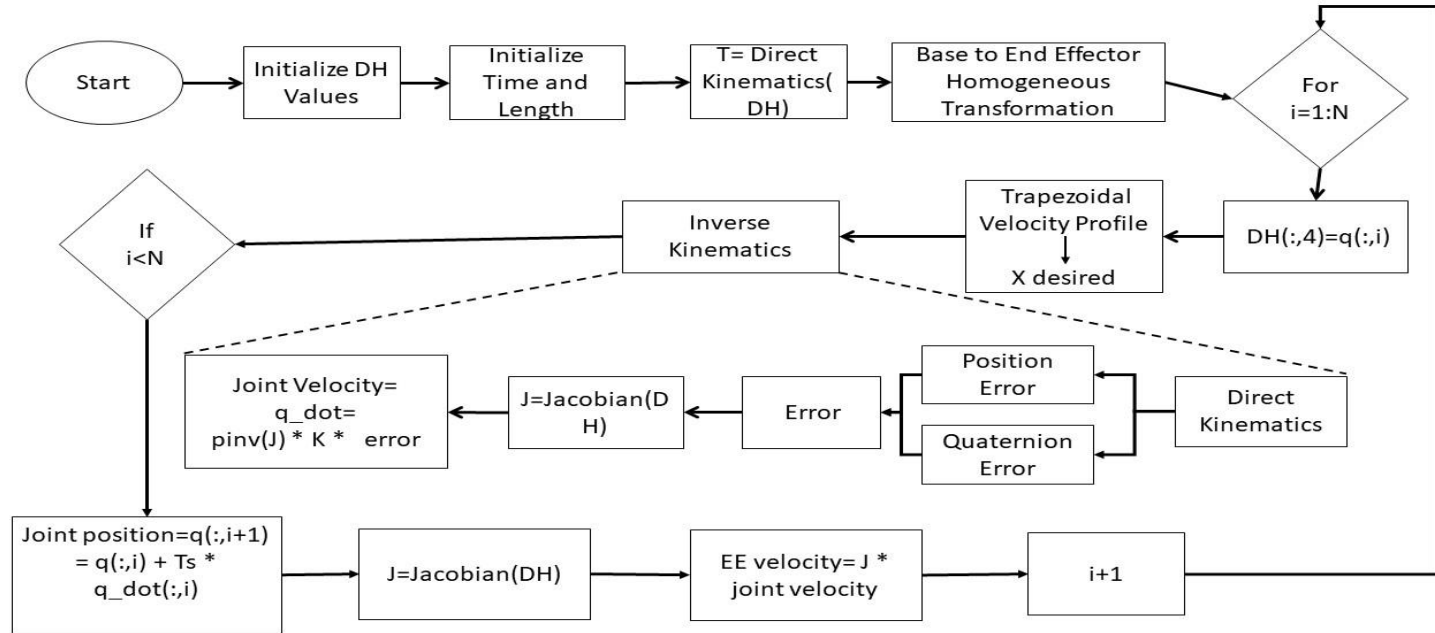 Start
Initialize DH
Values
Initialize
Time and
Length
T= Direct
Kinematics(
DH)
Base to End Effector
Homogeneous
Transformation
For
i=1:N
DH(:,4)=q(:,i)
Trapezoidal
Velocity Profile
X desired
Inverse
Kinematics
If
i<N
Direct
Kinematics
Position
Error
Quaternion
Error
Error
J=Jacobian(D
H)
Joint Velocity=
q_dot=
pinv(J) * K * error
Joint position=q(:,i+1)
= q(:,i) + Ts *
q_dot(:,i)
J=Jacobian(DH)
EE velocity= J *
joint velocity
i+1